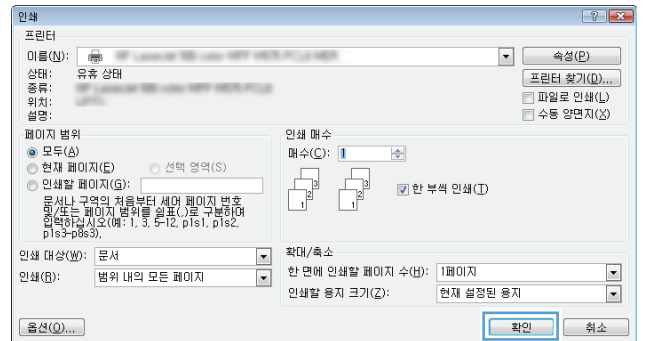 인쇄
프린터
이름(N):
속성(P)
상태: 유휴 상태
프린터 찾기(D)...
종류:
파일로 인쇄(L)
위치:
수동 양면지(X)
설명:
페이지 범위
모두(A)
현재 페이지(E) 선택 영역(S)
인쇄할 페이지(G):
문서나 구역의 처음부터 세어 페이지 번호
및/또는 페이지 범위를 쉼표(,)로 구분하여
입력하십시오(예: 1, 3, 5-12, p1s1, p1s2,
p1s3-p8s3).
인쇄 매수
매수(C): 1
3 3
2 2
1 1
한 부씩 인쇄(T)
인쇄 대상(W): 문서
인쇄(R): 범위 내의 모든 페이지
확대/축소
한 면에 인쇄할 페이지 수(H): 1페이지
인쇄할 용지 크기(Z): 현재 설정된 용지
옵션(O)...
확인
취소